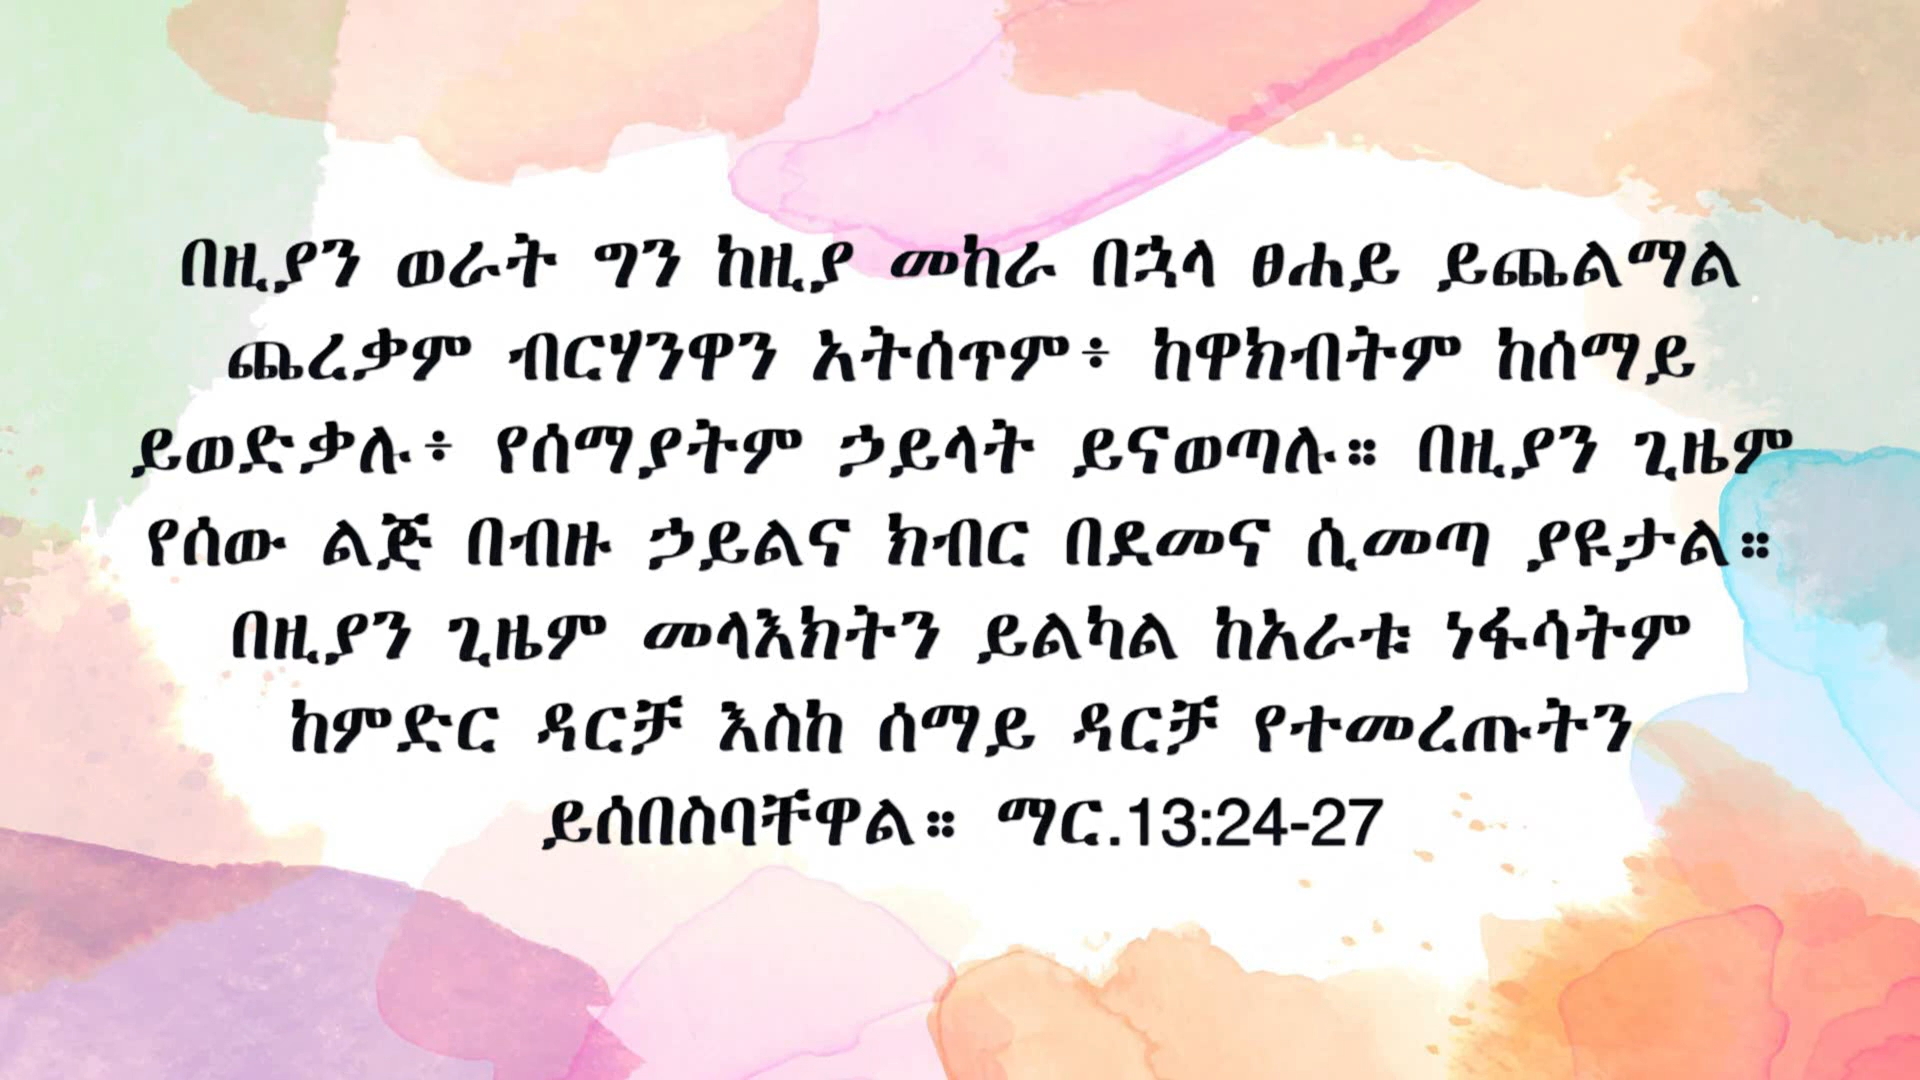 በዚያን ወራት ግን ከዚያ መከራ በኋላ ፀሐይ ይጨልማል
ጨረቃም ብርሃንዋን አትሰጥም፥ ከዋክብትም ከሰማይ
ይወድቃሉ፥ የሰማያትም ኃይላት ይናወጣሉ። በዚያን ጊዜም
የሰው ልጅ በብዙ ኃይልና ክብር በደመና ሲመጣ ያዩታል።
በዚያን ጊዜም መላእክትን ይልካል ከአራቱ ነፋሳትም
ከምድር ዳርቻ እስከ ሰማይ ዳርቻ የተመረጡትን
ይሰበስባቸዋል። ማር.13:24-27